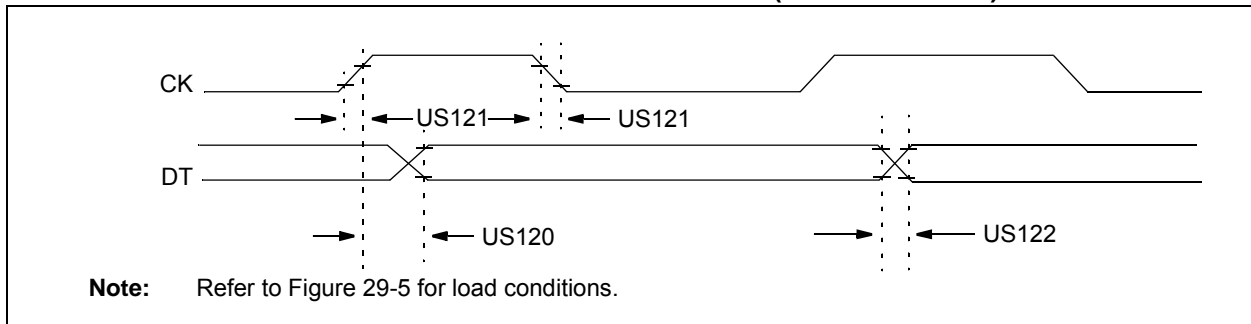 CK
US121 US121
DT
US120
US122
Note: Refer to Figure 29-5 for load conditions.